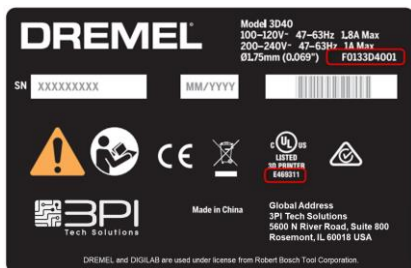 DREMEL
Model 3D40
100-120V~ 47-63Hz 1,8A Max
200-240V~ 47-63Hz 1A Max
Ø1.75mm (0.069") F0133D4001
SN XXXXXXXXX MM/YYYY
CE
C UL US
LISTED
3D PRINTER
E469311
3PI
Tech Solutions
Made in China
Global Address
3PI Tech Solutions
5600 N River Road, Suite 800
Rosemont, IL 60018 USA
DREMEL and DIGILAB are used under license from Robert Bosch Tool Corporation.